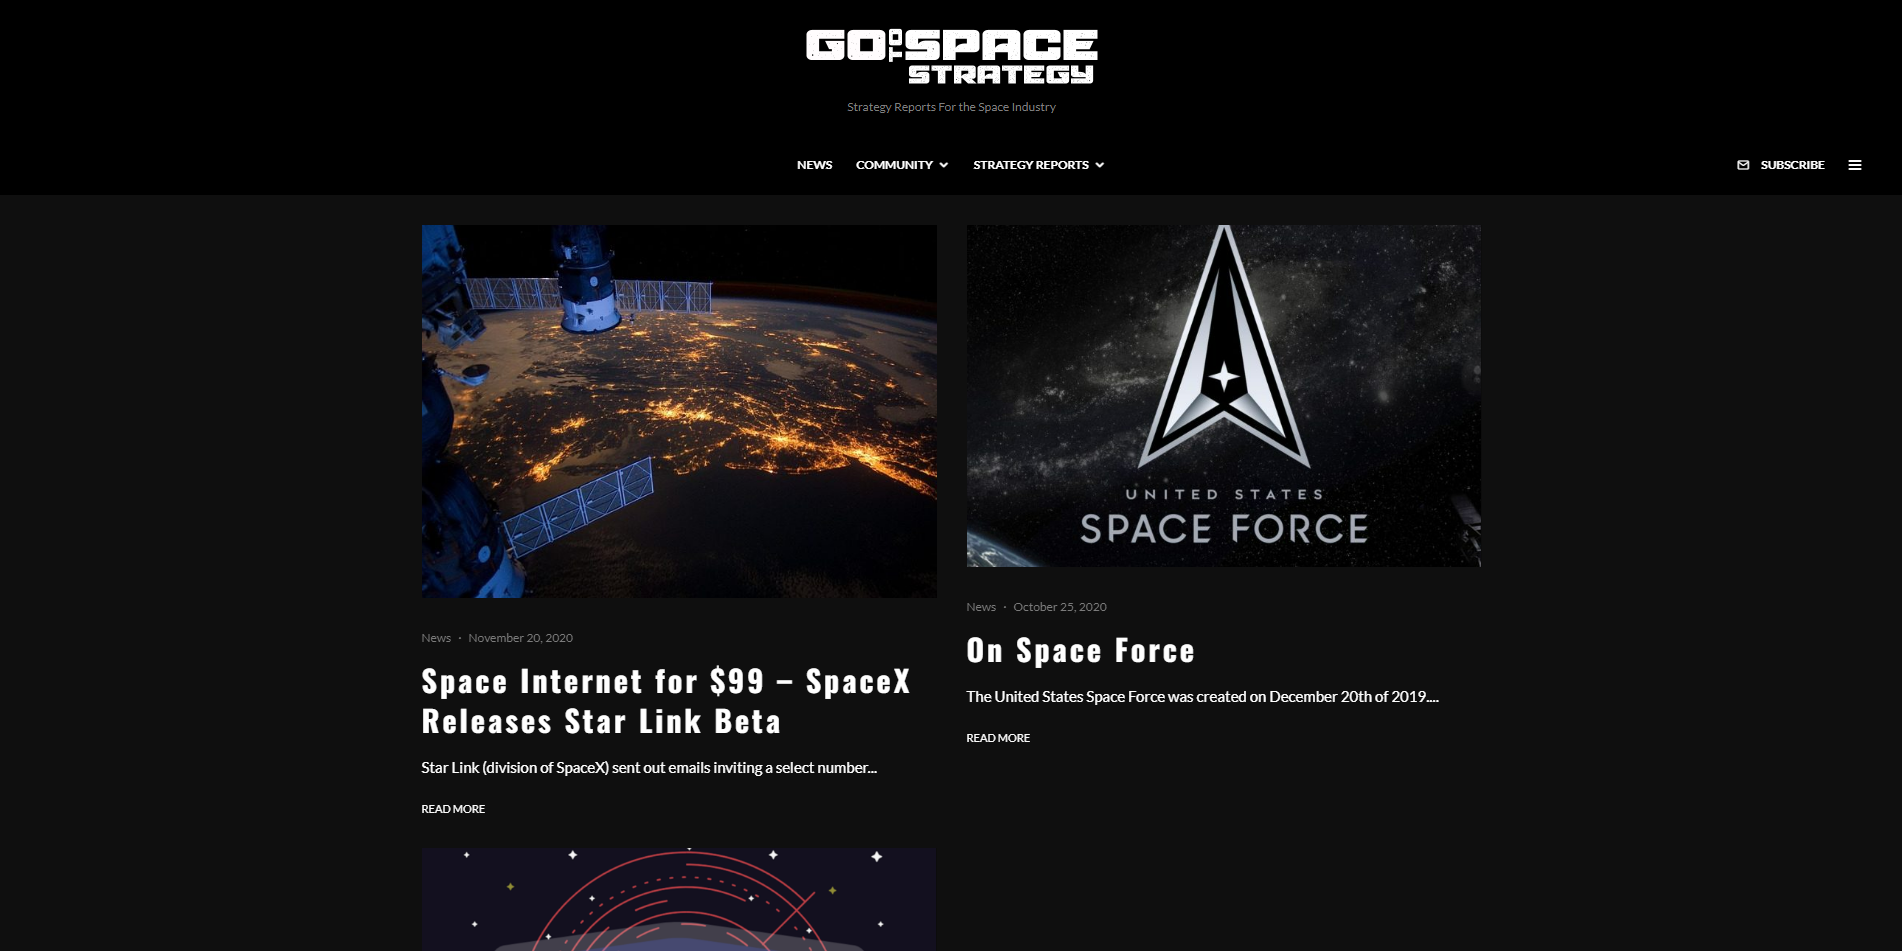 GO TO SPACE
STRATEGY
Strategy Reports For the Space Industry
NEWS
COMMUNITY
STRATEGY REPORTS
SUBSCRIBE
News · November 20, 2020
Space Internet for $99 – SpaceX
Releases Star Link Beta
Star Link (division of SpaceX) sent out emails inviting a select number...
READ MORE
UNITED STATES
SPACE FORCE
News · October 25, 2020
On Space Force
The United States Space Force was created on December 20th of 2019....
READ MORE